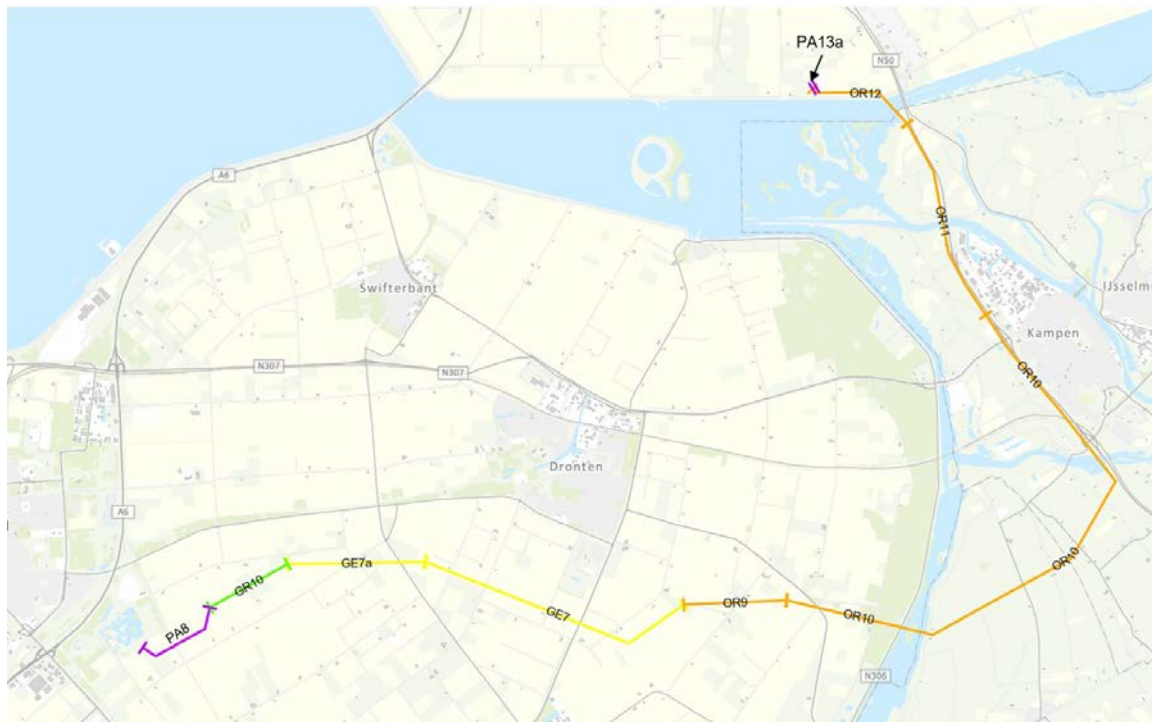 PA13a
N50
OR12
A6
OR11
Swifterbant
IJsselmu
Kampen
N307
N307
OR10
Dronten
A6
GE7a
GR10
OR10
PA8
GE7
OR9
OR10
N306